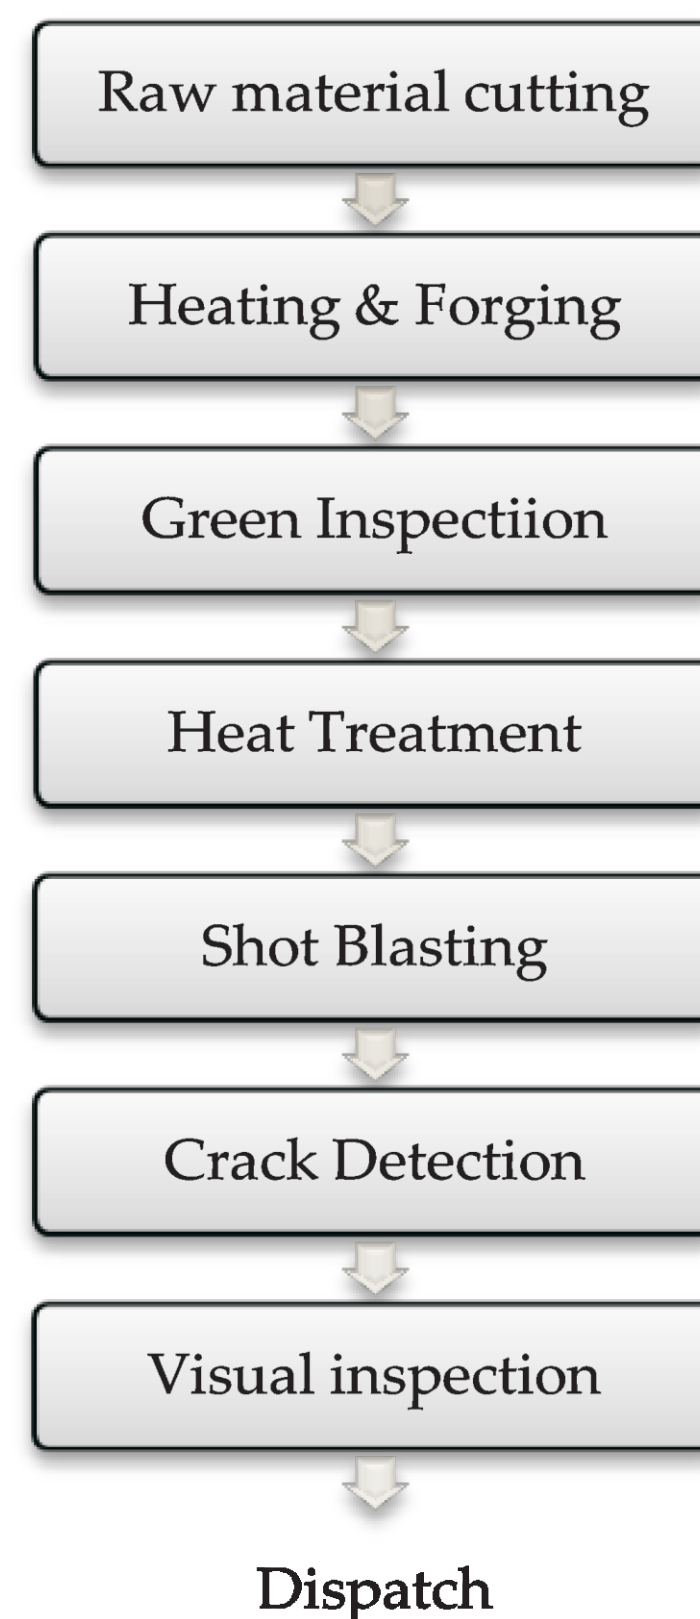 Raw material cutting
Heating & Forging
Green Inspectiion
Heat Treatment
Shot Blasting
Crack Detection
Visual inspection
Dispatch